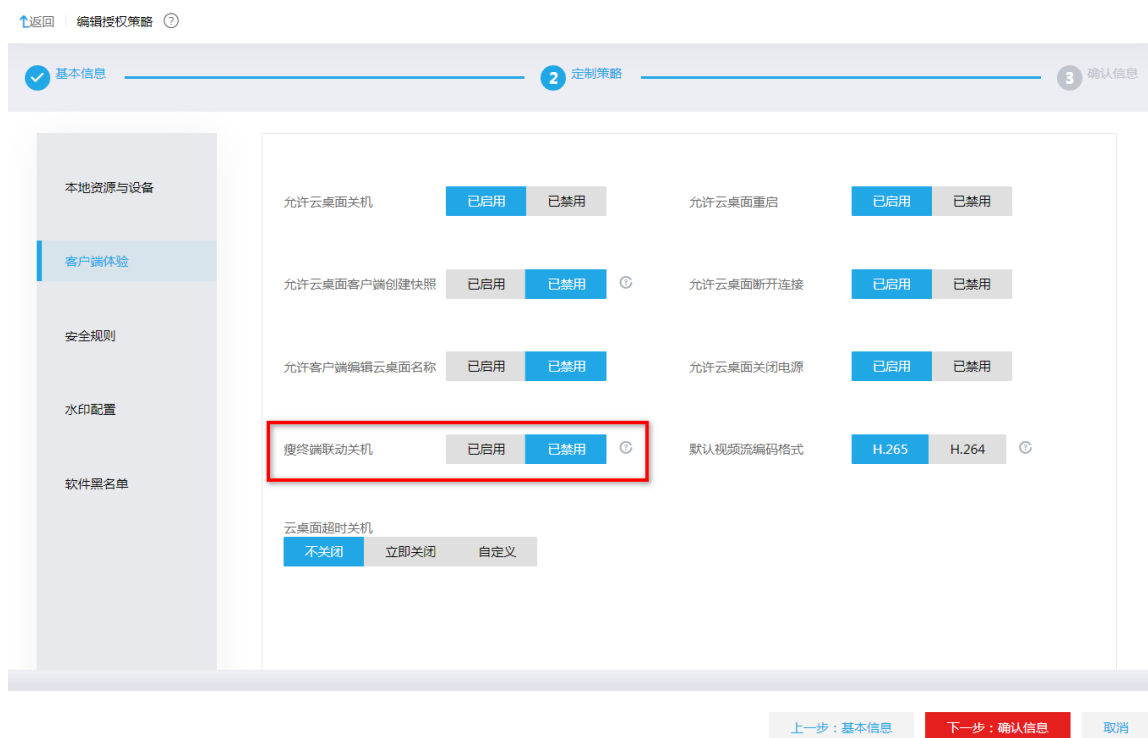 返回 编辑授权策略 ?
基本信息 2 定制策略 3 确认信息
本地资源与设备
客户端体验
安全规则
水印配置
软件黑名单
允许云桌面关机 已启用 已禁用 允许云桌面重启 已启用 已禁用
允许云桌面客户端创建快照 已启用 已禁用 ? 允许云桌面断开连接 已启用 已禁用
允许客户端编辑云桌面名称 已启用 已禁用 允许云桌面关闭电源 已启用 已禁用
瘦终端联动关机 已启用 已禁用 ? 默认视频流编码格式 H.265 H.264 ?
云桌面超时关机
不关闭 立即关闭 自定义
上一步：基本信息 下一步：确认信息 取消